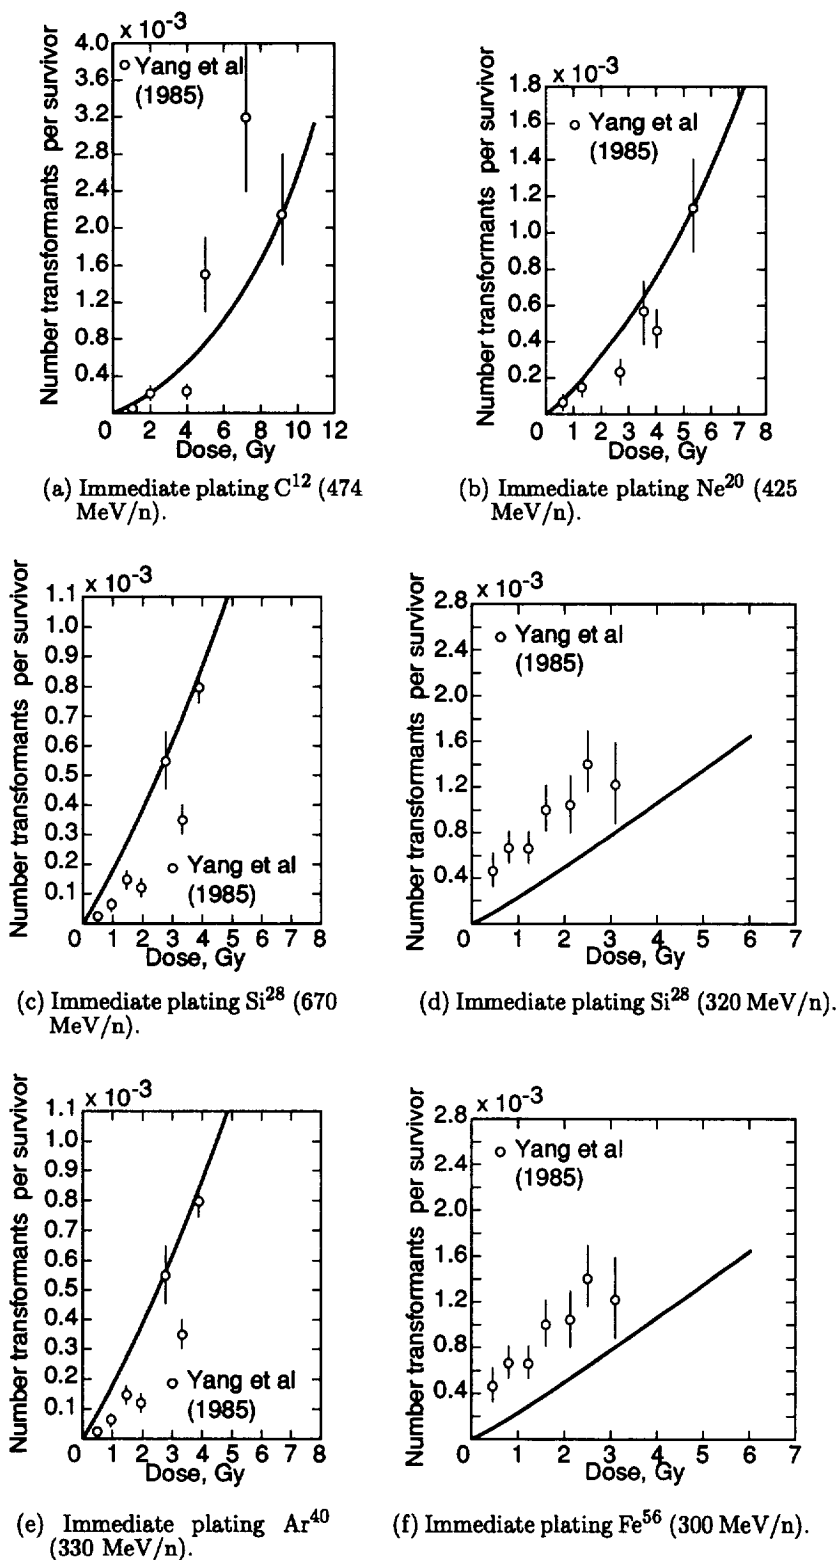 x 10-3
4.0
3.6
3.2
2.8
2.4
2.0
1.6
1.2
0.8
0.4
Number transformants per survivor
Yang et al
(1985)
0 2 4 6 8 10 12
Dose, Gy
(a) Immediate plating C12 (474
MeV/n).
x 10-3
1.8
1.6
1.4
1.2
1.0
0.8
0.6
0.4
0.2
Number transformants per survivor
Yang et al
(1985)
0 1 2 3 4 5 6 7 8
Dose, Gy
(b) Immediate plating Ne20 (425
MeV/n).
x 10-3
1.1
1.0
0.9
0.8
0.7
0.6
0.5
0.4
0.3
0.2
0.1
Number transformants per survivor
Yang et al
(1985)
0 1 2 3 4 5 6 7 8
Dose, Gy
(c) Immediate plating Si28 (670
MeV/n).
x 10-3
2.8
2.4
2.0
1.6
1.2
0.8
0.4
Number transformants per survivor
Yang et al
(1985)
0 1 2 3 4 5 6 7
Dose, Gy
(d) Immediate plating Si28 (320 MeV/n).
x 10-3
1.1
1.0
0.9
0.8
0.7
0.6
0.5
0.4
0.3
0.2
0.1
Number transformants per survivor
Yang et al
(1985)
0 1 2 3 4 5 6 7 8
Dose, Gy
(e) Immediate plating Ar40
(330 MeV/n).
x 10-3
2.8
2.4
2.0
1.6
1.2
0.8
0.4
Number transformants per survivor
Yang et al
(1985)
0 1 2 3 4 5 6 7
Dose, Gy
(f) Immediate plating Fe56 (300 MeV/n).